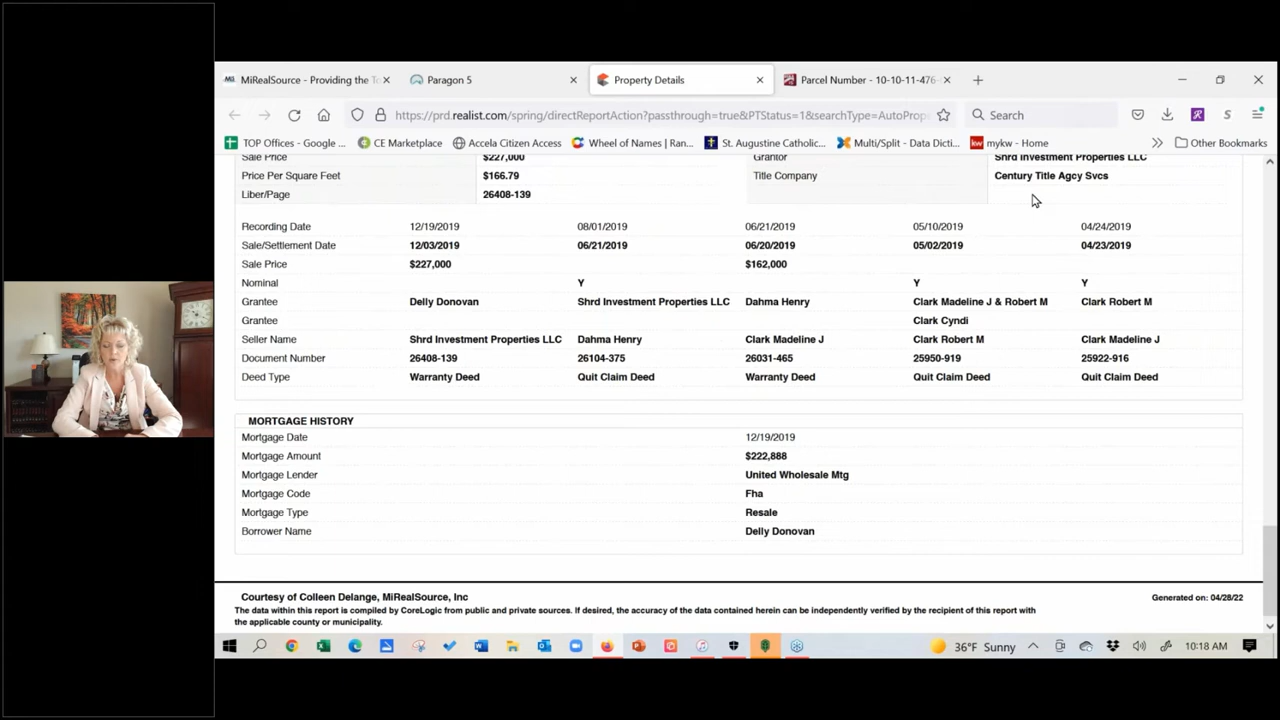 MiRealSource - Providing the To
Paragon 5
Property Details
Parcel Number - 10-10-11-476-
https://prd.realist.com/spring/directReportAction?passthrough=true&PTStatus=1&searchType=AutoProp
Search
TOP Offices - Google ...
CE Marketplace
Accela Citizen Access
Wheel of Names | Ran...
St. Augustine Catholic...
Multi/Split - Data Dicti...
kw mykw - Home
Other Bookmarks
Sale Price $227,000 Grantor Shrd Investment Properties LLC
Price Per Square Feet $166.79 Title Company Century Title Agcy Svcs
Liber/Page 26408-139
Recording Date 12/19/2019 08/01/2019 06/21/2019 05/10/2019 04/24/2019
Sale/Settlement Date 12/03/2019 06/21/2019 06/20/2019 05/02/2019 04/23/2019
Sale Price $227,000 $162,000
Nominal Y Y Y
Grantee Delly Donovan Shrd Investment Properties LLC Dahma Henry Clark Madeline J & Robert M Clark Robert M
Grantee Clark Cyndi
Seller Name Shrd Investment Properties LLC Dahma Henry Clark Madeline J Clark Robert M Clark Madeline J
Document Number 26408-139 26104-375 26031-465 25950-919 25922-916
Deed Type Warranty Deed Quit Claim Deed Warranty Deed Quit Claim Deed Quit Claim Deed
MORTGAGE HISTORY
Mortgage Date 12/19/2019
Mortgage Amount $222,888
Mortgage Lender United Wholesale Mtg
Mortgage Code Fha
Mortgage Type Resale
Borrower Name Delly Donovan
Courtesy of Colleen Delange, MiRealSource, Inc Generated on: 04/28/22
The data within this report is compiled by CoreLogic from public and private sources. If desired, the accuracy of the data contained herein can be independently verified by the recipient of this report with
the applicable county or municipality.
36°F Sunny
10:18 AM